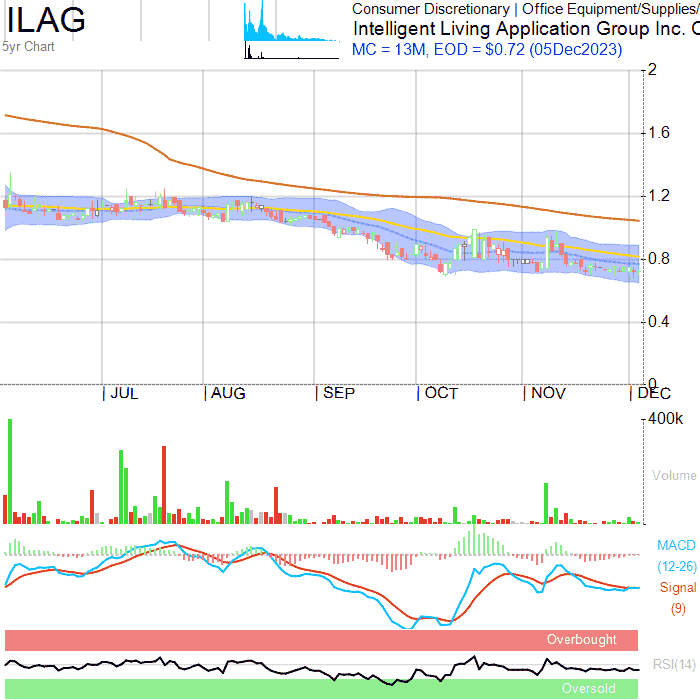 ILAG
5yr Chart
Consumer Discretionary | Office Equipment/Supplies/
Intelligent Living Application Group Inc.
MC = 13M, EOD = $0.72 (05Dec2023)
2
1.6
1.2
0.8
0.4
0
JUL AUG SEP OCT NOV DEC
400k
Volume
MACD
(12-26)
Signal
(9)
Overbought
RSI(14)
Oversold